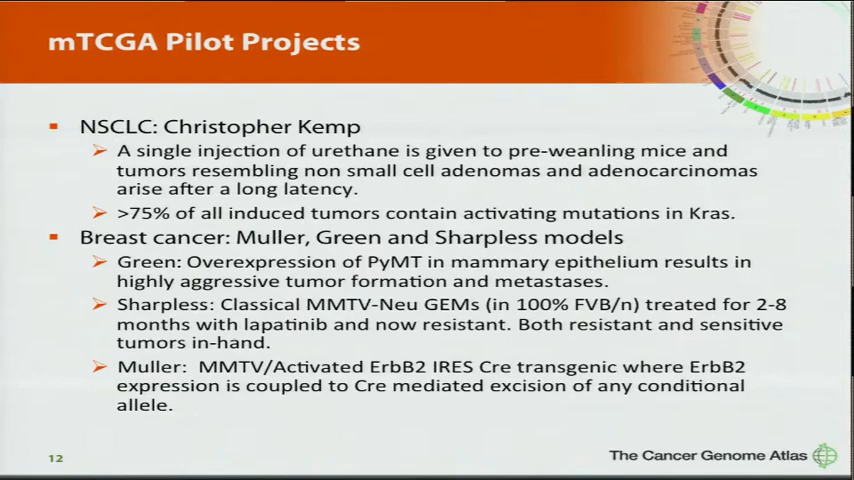 mTCGA Pilot Projects
NSCLC: Christopher Kemp
A single injection of urethane is given to pre-weanling mice and
tumors resembling non small cell adenomas and adenocarcinomas
arise after a long latency.
>75% of all induced tumors contain activating mutations in Kras.
Breast cancer: Muller, Green and Sharpless models
Green: Overexpression of PyMT in mammary epithelium results in
highly aggressive tumor formation and metastases.
Sharpless: Classical MMTV-Neu GEMs (in 100% FVB/n) treated for 2-8
months with lapatinib and now resistant. Both resistant and sensitive
tumors in-hand.
Muller: MMTV/Activated ErbB2 IRES Cre transgenic where ErbB2
expression is coupled to Cre mediated excision of any conditional
allele.
12
The Cancer Genome Atlas